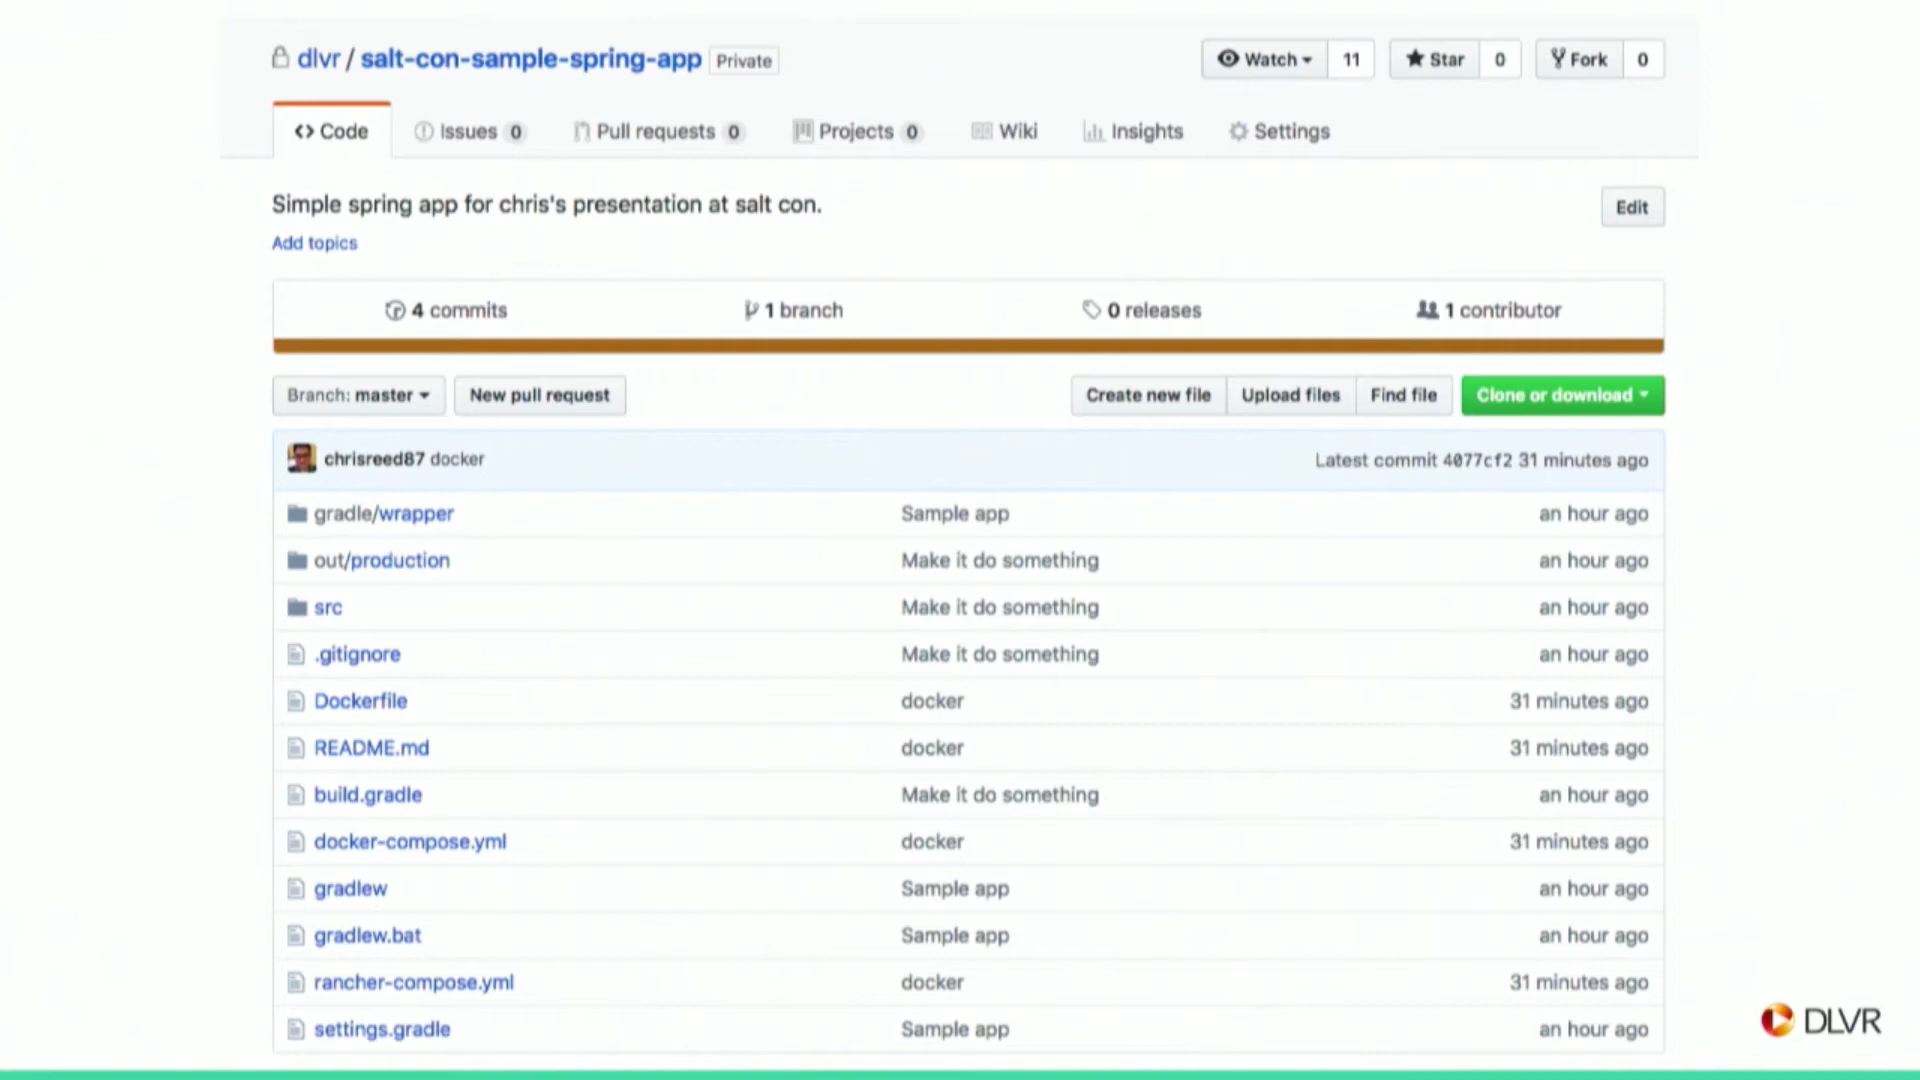 dlvr / salt-con-sample-spring-app Private Watch 11 Star 0 Fork 0
Code Issues 0 Pull requests 0 Projects 0 Wiki Insights Settings
Simple spring app for chris's presentation at salt con. Edit
Add topics
4 commits 1 branch 0 releases 1 contributor
Branch: master New pull request Create new file Upload files Find file Clone or download
chrisreed87 docker Latest commit 4077cf2 31 minutes ago
gradle/wrapper Sample app an hour ago
out/production Make it do something an hour ago
src Make it do something an hour ago
.gitignore Make it do something an hour ago
Dockerfile docker 31 minutes ago
README.md docker 31 minutes ago
build.gradle Make it do something an hour ago
docker-compose.yml docker 31 minutes ago
gradlew Sample app an hour ago
gradlew.bat Sample app an hour ago
rancher-compose.yml docker 31 minutes ago
settings.gradle Sample app an hour ago
DLVR